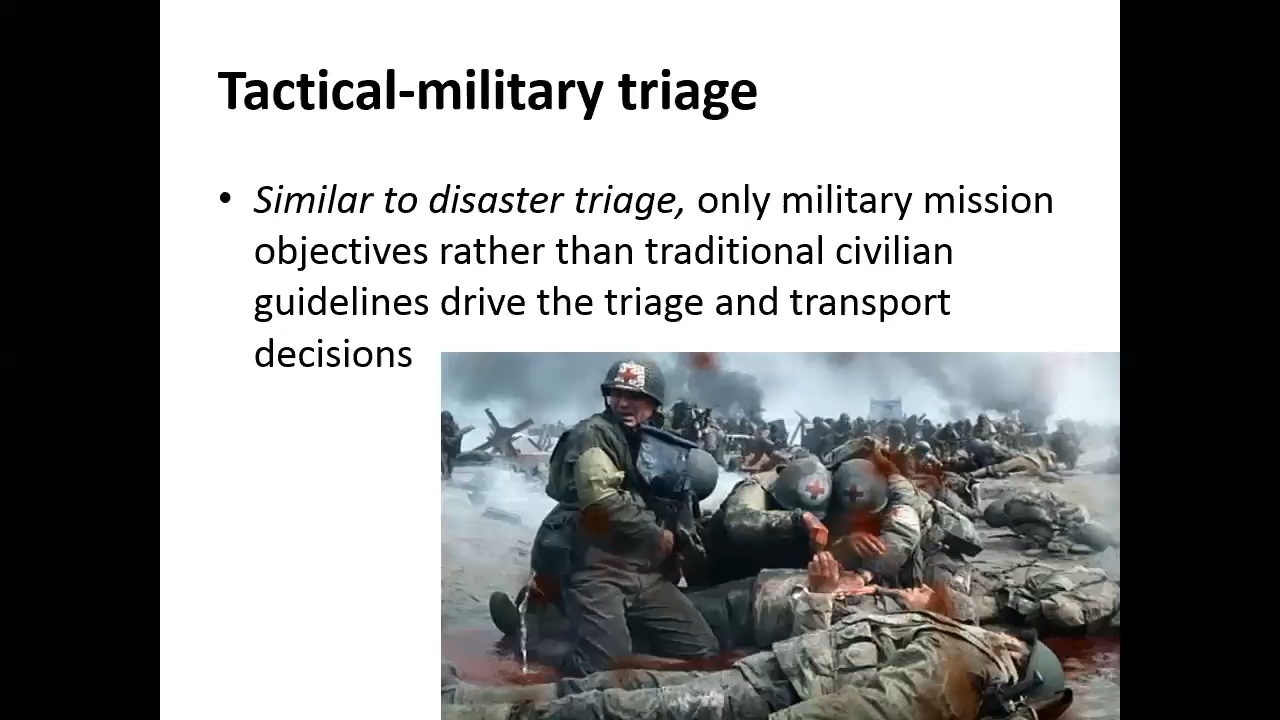 Tactical-military triage
• Similar to disaster triage, only military mission
objectives rather than traditional civilian
guidelines drive the triage and transport
decisions